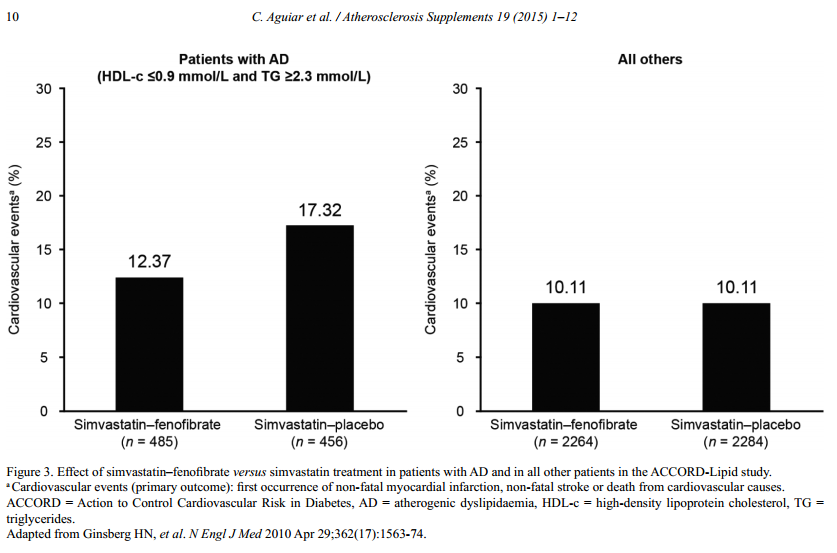 10
C. Aguiar et al. / Atherosclerosis Supplements 19 (2015) 1–12
Patients with AD
(HDL-c ≤0.9 mmol/L and TG ≥2.3 mmol/L)
Cardiovascular eventsᵃ (%)
30
25
20
15
10
5
0
12.37
17.32
Simvastatin–fenofibrate
(n = 485)
Simvastatin–placebo
(n = 456)
All others
Cardiovascular eventsᵃ (%)
30
25
20
15
10
5
0
10.11
10.11
Simvastatin–fenofibrate
(n = 2264)
Simvastatin–placebo
(n = 2284)
Figure 3. Effect of simvastatin–fenofibrate versus simvastatin treatment in patients with AD and in all other patients in the ACCORD-Lipid study.
ᵃ Cardiovascular events (primary outcome): first occurrence of non-fatal myocardial infarction, non-fatal stroke or death from cardiovascular causes.
ACCORD = Action to Control Cardiovascular Risk in Diabetes, AD = atherogenic dyslipidaemia, HDL-c = high-density lipoprotein cholesterol, TG =
triglycerides.
Adapted from Ginsberg HN, et al. N Engl J Med 2010 Apr 29;362(17):1563-74.